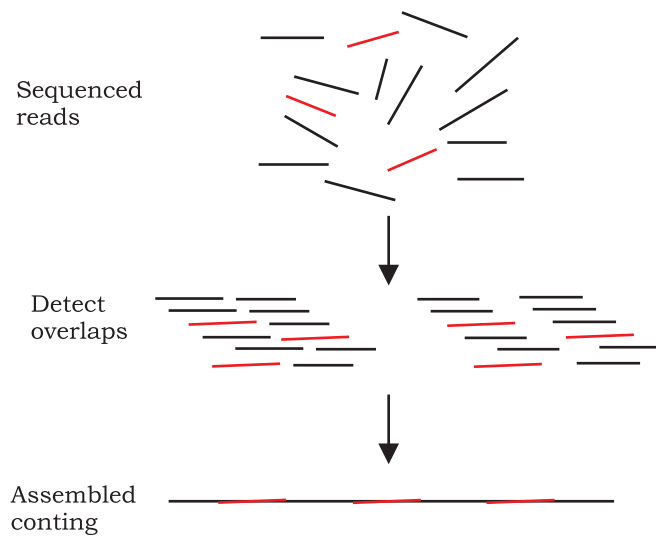 Sequenced
reads
Detect
overlaps
Assembled
conting